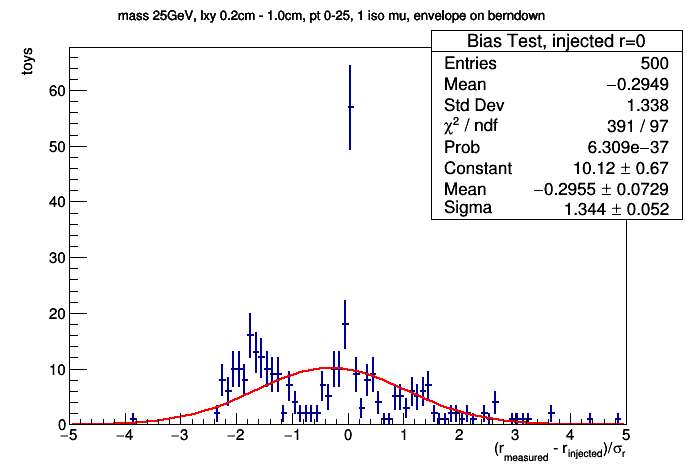 mass 25GeV, lxy 0.2cm - 1.0cm, pt 0-25, 1 iso mu, envelope on berndown
Bias Test, injected r=0
Entries 500
Mean −0.2949
Std Dev 1.338
χ² / ndf 391 / 97
Prob 6.309e−37
Constant 10.12 ± 0.67
Mean −0.2955 ± 0.0729
Sigma 1.344 ± 0.052
toys
60
50
40
30
20
10
0
−5 −4 −3 −2 −1 0 1 2 3 4 5
(r_measured - r_injected)/σ_r